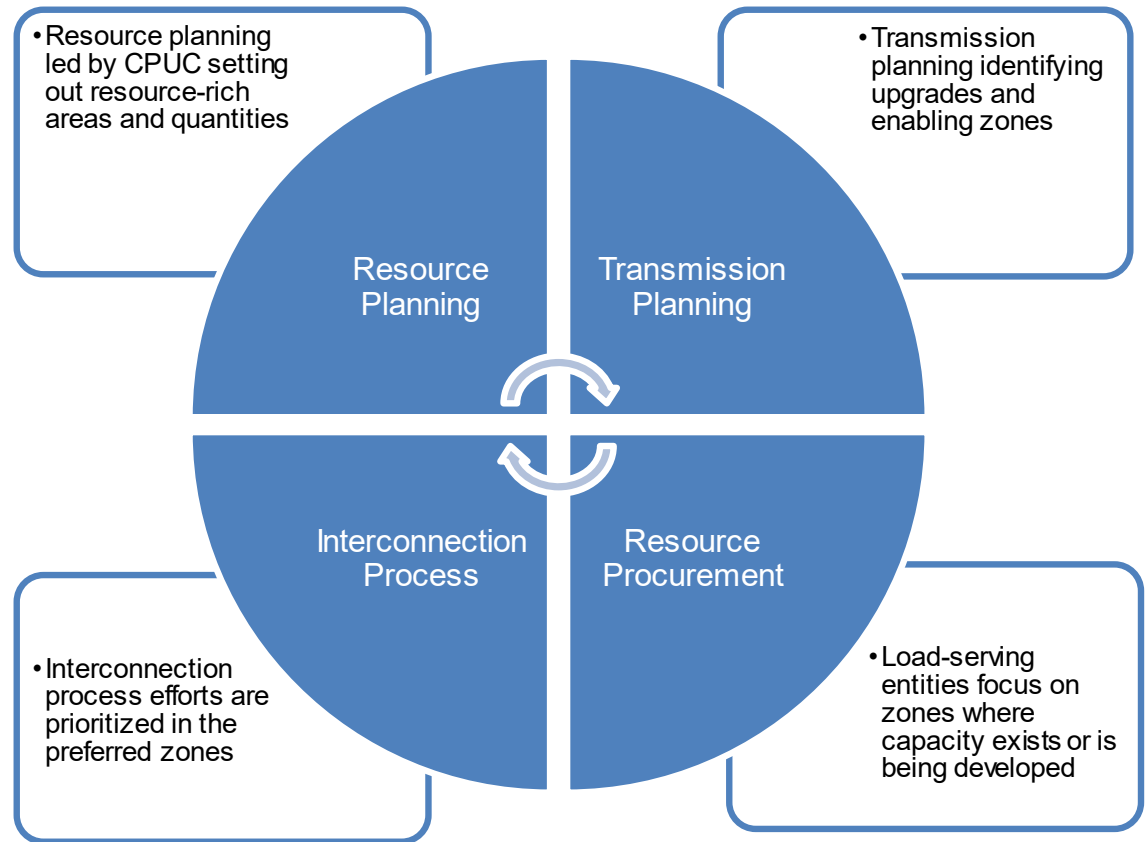 •Resource planning
led by CPUC setting
out resource-rich
areas and quantities
•Transmission
planning identifying
upgrades and
enabling zones
Resource
Planning
Transmission
Planning
Interconnection
Process
Resource
Procurement
•Interconnection
process efforts are
prioritized in the
preferred zones
•Load-serving
entities focus on
zones where
capacity exists or is
being developed